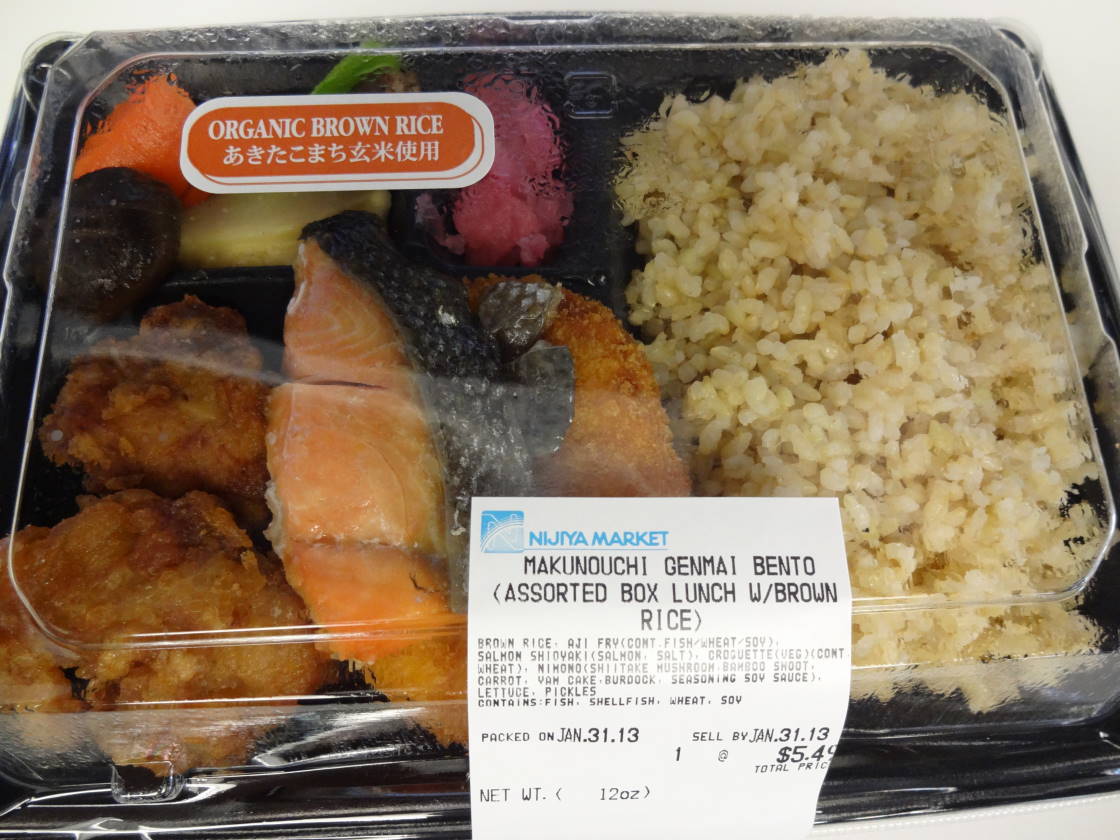 ORGANIC BROWN RICE
あきたこまち玄米使用
NIJIYA MARKET
MAKUNOUCHI GENMAI BENTO
(ASSORTED BOX LUNCH W/BROWN
RICE)
BROWN RICE, AJI FRY(CONT.FISH/WHEAT/SOY),
SALMON SHIOYAKI(SALMON, SALT), CROQUETTE(VEG)(CONT
WHEAT), NIMONO(SHIITAKE MUSHROOM,BAMBOO SHOOT,
CARROT, YAM CAKE,BURDOCK, SEASONING SOY SAUCE),
LETTUCE, PICKLES
CONTAINS:FISH, SHELLFISH, WHEAT, SOY
PACKED ON JAN.31.13 SELL BY JAN.31.13
1 @ $5.49
TOTAL PRIC
NET WT.( 12oz)